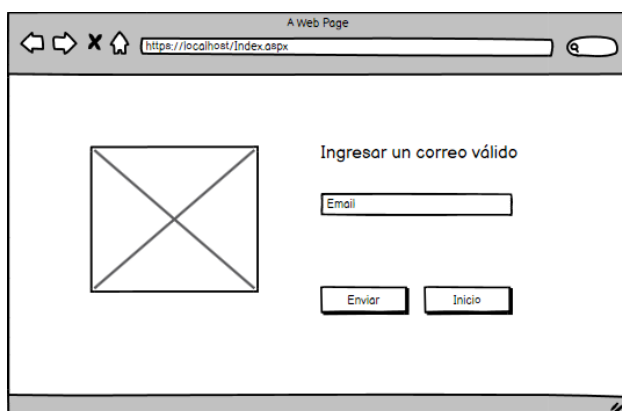 A Web Page
https://localhost/Index.aspx
Ingresar un correo válido
Email
Enviar
Inicio